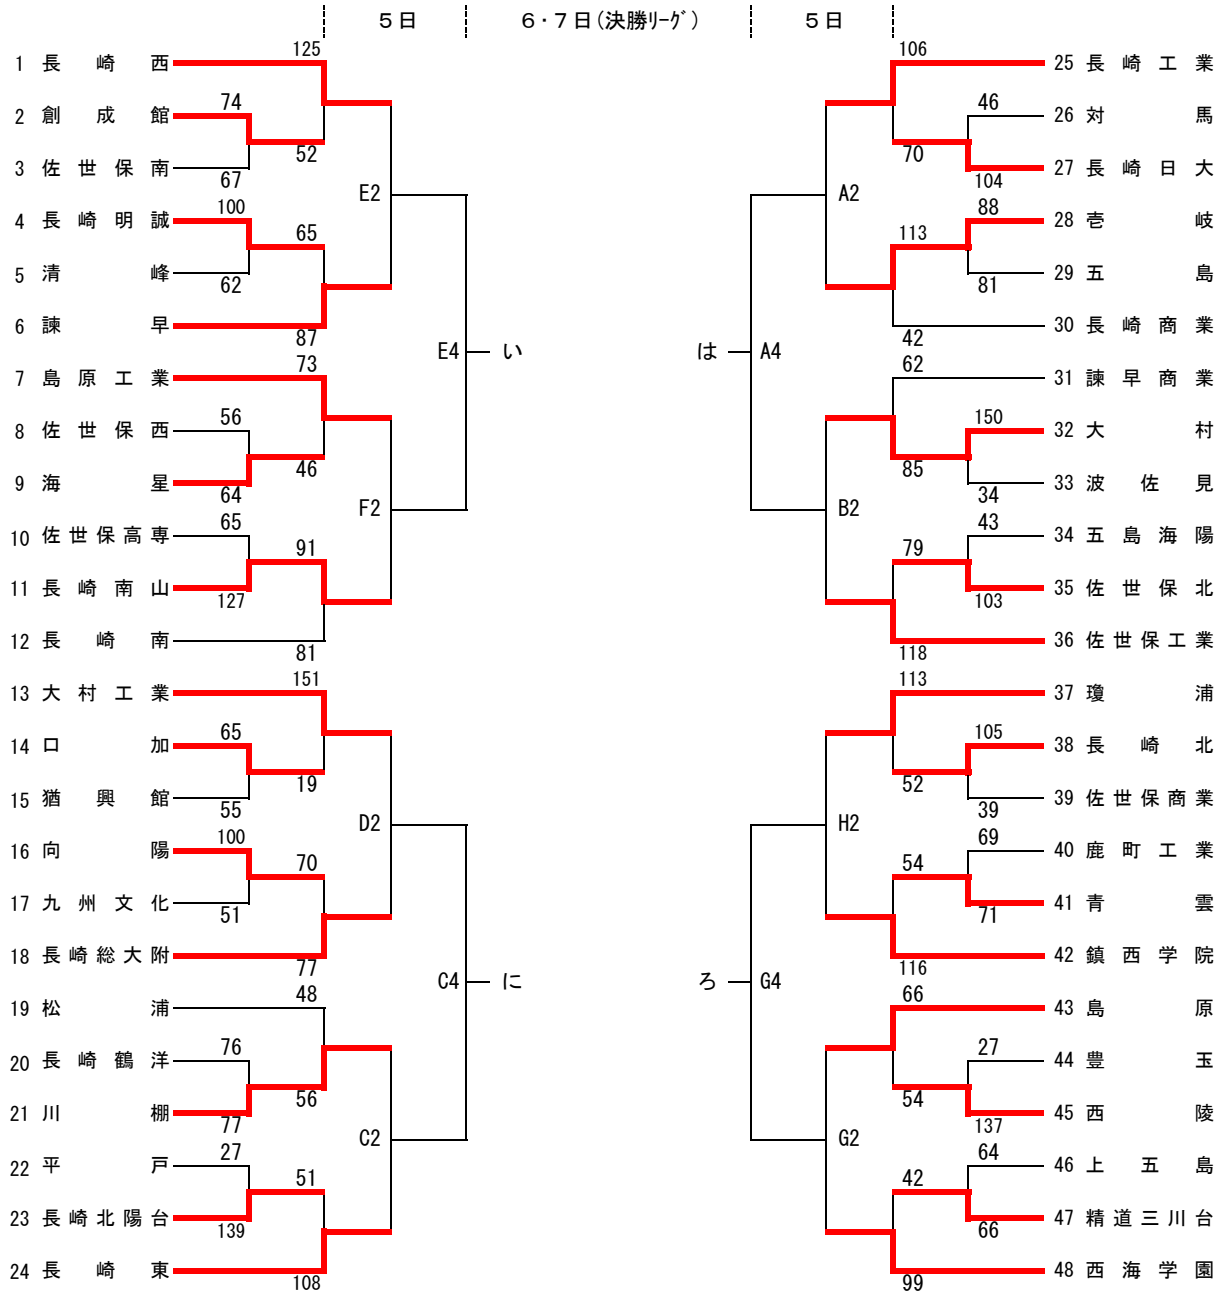 5日 6・7日(決勝ﾘｰｸﾞ) 5日
1 長崎西 125
2 創成館 74
52
3 佐世保南 67
E2
4 長崎明誠 100
65
5 清峰 62
6 諫早 87
E4 い
7 島原工業 73
8 佐世保西 56
46
9 海星 64
F2
10 佐世保高専 65
91
11 長崎南山 127
12 長崎南 81
13 大村工業 151
14 口加 65
19
15 猶興館 55
D2
16 向陽 100
70
17 九州文化 51
18 長崎総大附 77
C4 に
19 松浦 48
20 長崎鶴洋 76
56
21 川棚 77
C2
22 平戸 27
51
23 長崎北陽台 139
24 長崎東 108
106 25 長崎工業
46 26 対馬
70
104 27 長崎日大
A2
88 28 壱岐
113
81 29 五島
42 30 長崎商業
は A4
62 31 諫早商業
150 32 大村
85
34 33 波佐見
B2
43 34 五島海陽
79
103 35 佐世保北
118 36 佐世保工業
113 37 瓊浦
105 38 長崎北
52
39 39 佐世保商業
H2
69 40 鹿町工業
54
71 41 青雲
116 42 鎮西学院
ろ G4
66 43 島原
27 44 豊玉
54
137 45 西陵
G2
64 46 上五島
42
66 47 精道三川台
99 48 西海学園